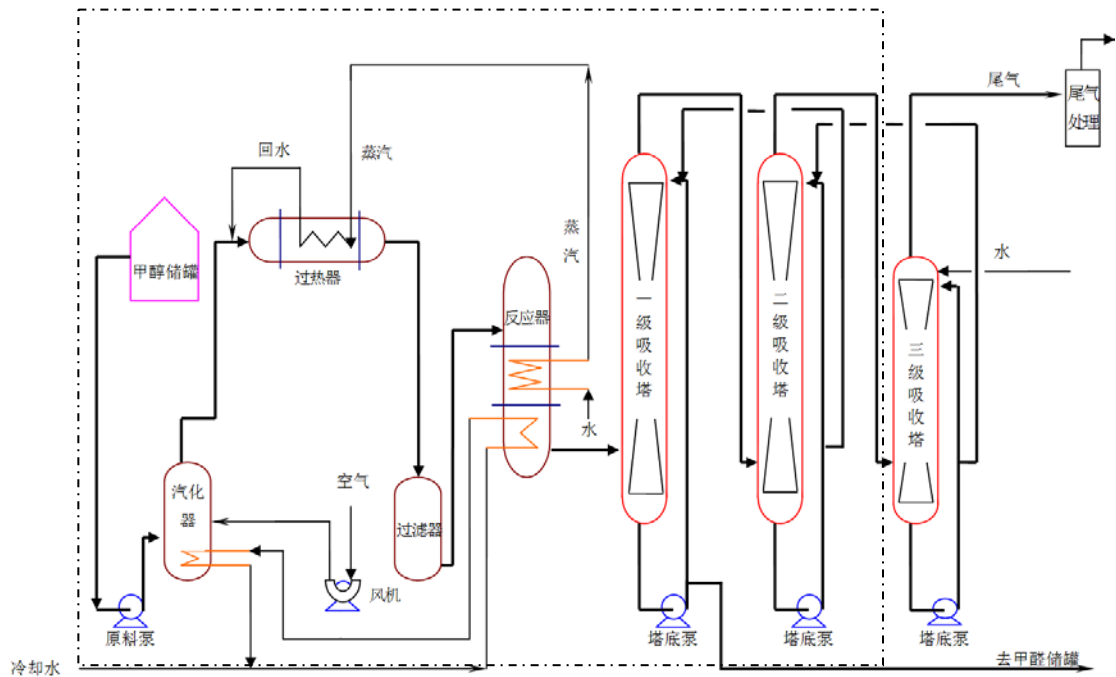 尾气
尾气
处理
回水
蒸汽
蒸
汽
甲醇储罐
过热器
水
反应器
一
级
吸
收
塔
二
级
吸
收
塔
三
级
吸
收
塔
水
空气
汽化
器
过滤器
风机
原料泵
塔底泵
塔底泵
塔底泵
冷却水
去甲醛储罐